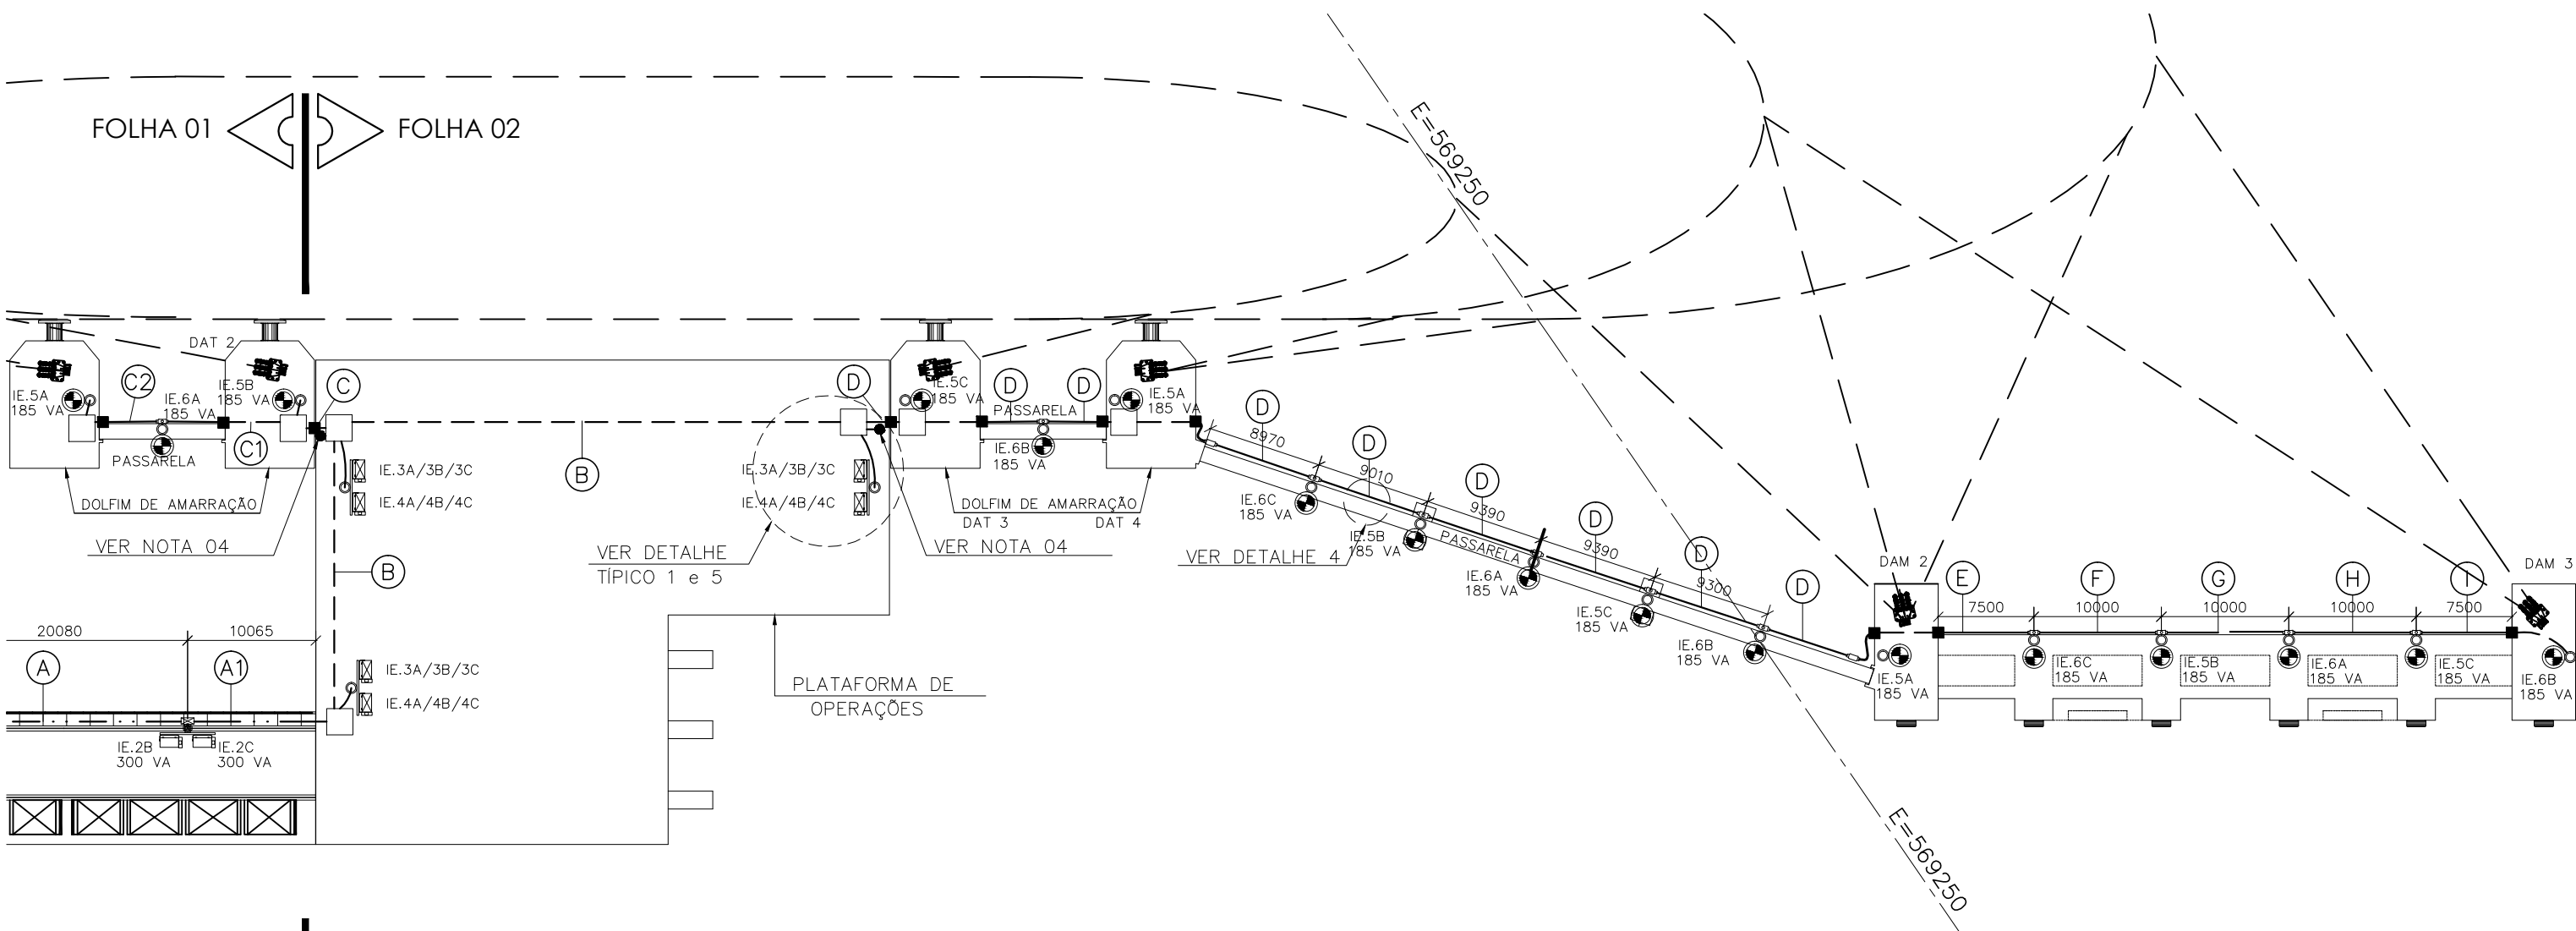 FOLHA 01
FOLHA 02
E=569250
DAT 2
IE.5A
185 VA
C2
IE.6A
185 VA
IE.5B
185 VA
C
C1
PASSARELA
DOLFIM DE AMARRAÇÃO
VER NOTA 04
IE.3A/3B/3C
IE.4A/4B/4C
B
B
D
IE.3A/3B/3C
IE.4A/4B/4C
VER DETALHE
TÍPICO 1 e 5
IE.5C
185 VA
D
D
PASSARELA
IE.6B
185 VA
IE.5A
185 VA
DOLFIM DE AMARRAÇÃO
DAT 3
DAT 4
VER NOTA 04
D
8970
D
9010
D
9390
D
9390
D
9300
D
IE.6C
185 VA
IE.5B
185 VA
PASSARELA
VER DETALHE 4
IE.6A
185 VA
IE.5C
185 VA
IE.6B
185 VA
DAM 2
DAM 3
E
F
G
H
I
7500
10000
10000
10000
7500
IE.5A
185 VA
IE.6C
185 VA
IE.5B
185 VA
IE.6A
185 VA
IE.5C
185 VA
IE.6B
185 VA
20080
10065
A
A1
IE.2B
300 VA
IE.2C
300 VA
IE.3A/3B/3C
IE.4A/4B/4C
PLATAFORMA DE
OPERAÇÕES
E=569250